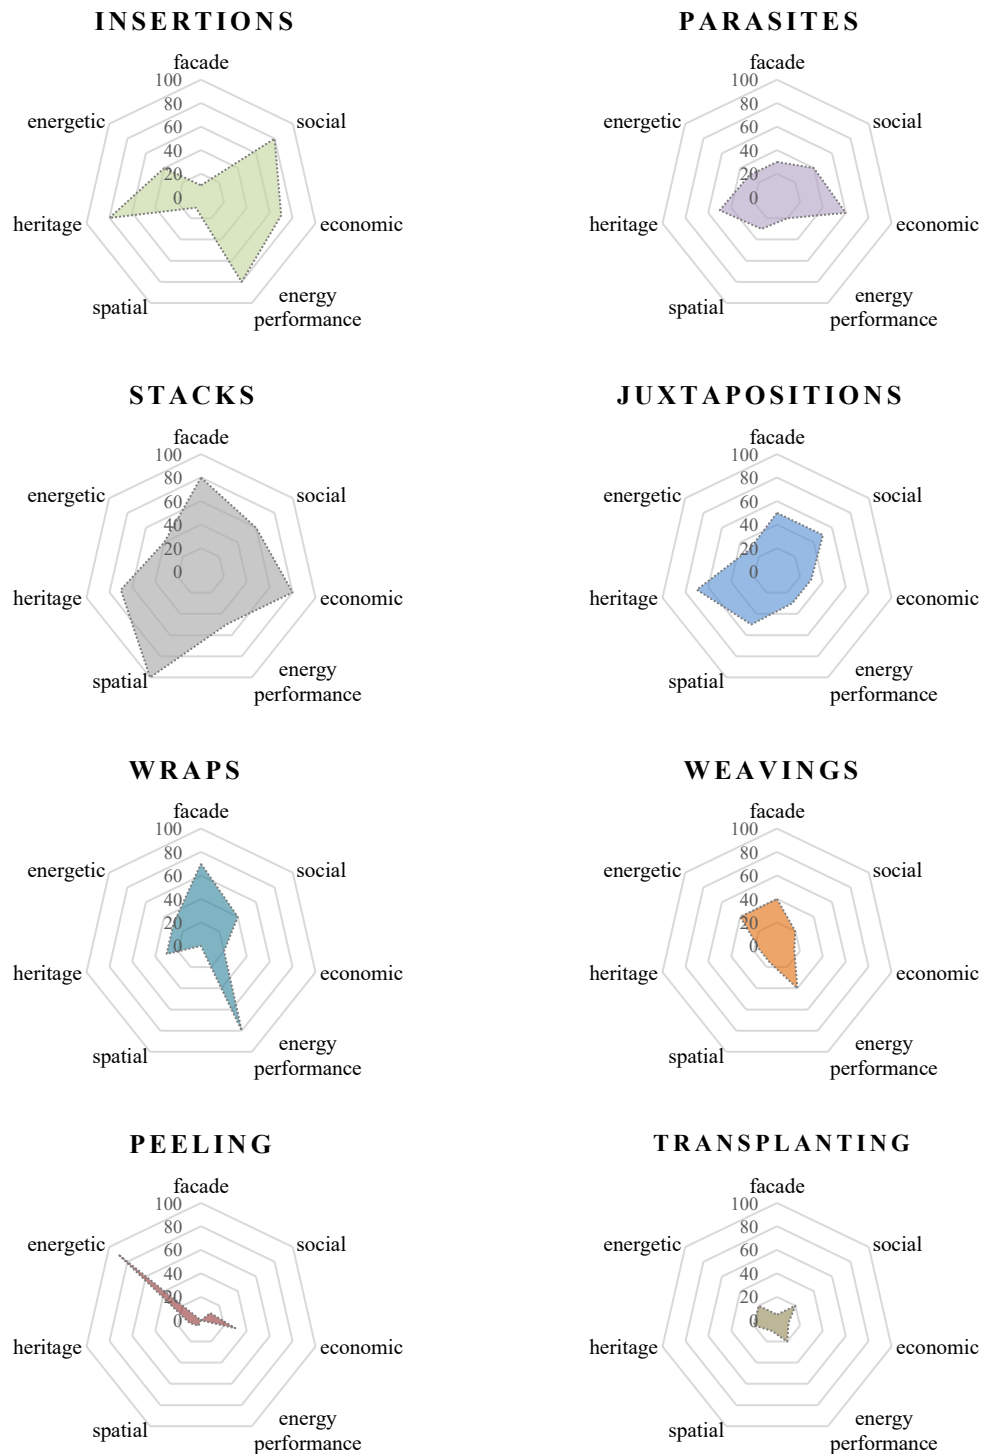 INSERTIONS
facade
100
80
60
40
20
0
energetic
social
heritage
economic
spatial
energy
performance
PARASITES
facade
100
80
60
40
20
0
energetic
social
heritage
economic
spatial
energy
performance
STACKS
facade
100
80
60
40
20
0
energetic
social
heritage
economic
spatial
energy
performance
JUXTAPOSITIONS
facade
100
80
60
40
20
0
energetic
social
heritage
economic
spatial
energy
performance
WRAPS
facade
100
80
60
40
20
0
energetic
social
heritage
economic
spatial
energy
performance
WEAVINGS
facade
100
80
60
40
20
0
energetic
social
heritage
economic
spatial
energy
performance
PEELING
facade
100
80
60
40
20
0
energetic
social
heritage
economic
spatial
energy
performance
TRANSPLANTING
facade
100
80
60
40
20
0
energetic
social
heritage
economic
spatial
energy
performance